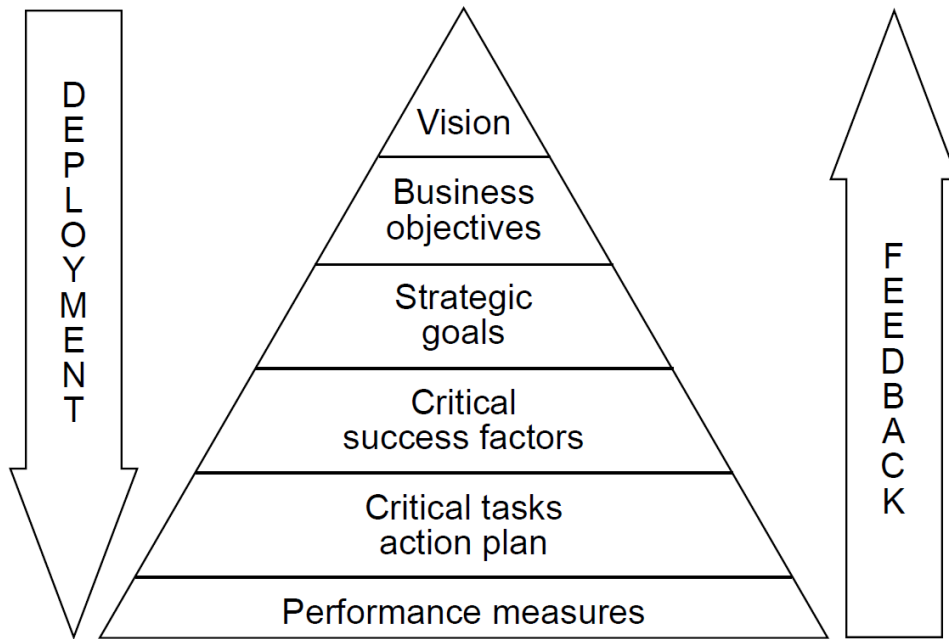 DEPLOYMENT
Vision
Business
objectives
Strategic
goals
Critical
success factors
Critical tasks
action plan
Performance measures
FEEDBACK